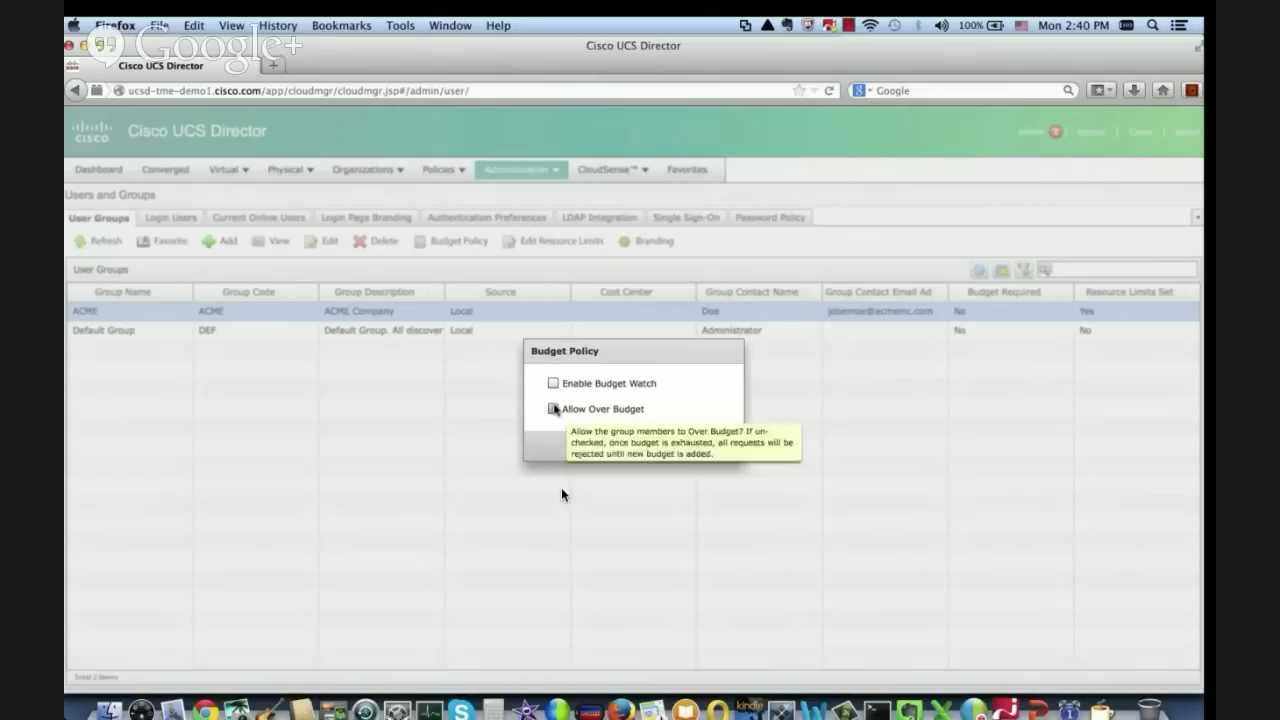 Firefox File Edit View History Bookmarks Tools Window Help 100% Mon 2:40 PM
Google+
Cisco UCS Director
Cisco UCS Director +
ucsd-tme-demo1.cisco.com/app/cloudmgr/cloudmgr.jsp#/admin/user/ Google
cisco Cisco UCS Director
Dashboard Converged Virtual Physical Organizations Policies Administration CloudSense™ Favorites
Users and Groups
User Groups Login Users Current Online Users Login Page Branding Authentication Preferences LDAP Integration Single Sign-On Password Policy
Refresh Favorite Add View Edit Delete Budget Policy Edit Resource Limits Branding
User Groups
Group Name Group Code Group Description Source Cost Center Group Contact Name Group Contact Email Ad Budget Required Resource Limits Set
ACME ACME ACME Company Local Doe jdoemoe@acmeinc.com No Yes
Default Group DEF Default Group. All discover Local Administrator No No
Budget Policy
Enable Budget Watch
Allow Over Budget
Allow the group members to Over Budget? If un-
checked, once budget is exhausted, all requests will be
rejected until new budget is added.
Total 2 items
kindle